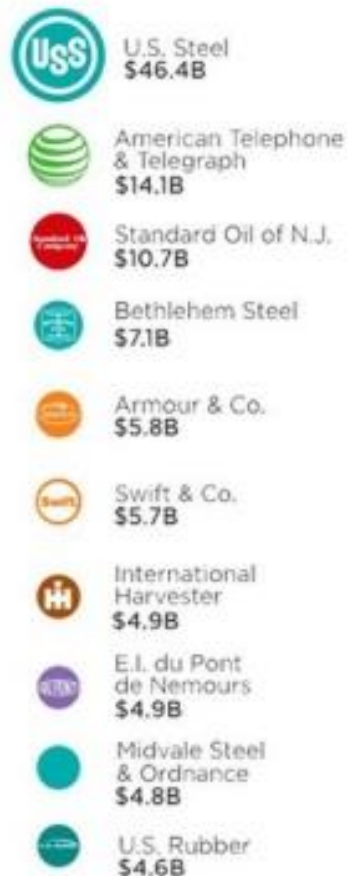 USS
U.S. Steel
$46.4B
American Telephone
& Telegraph
$14.1B
Standard Oil of N.J.
$10.7B
Bethlehem Steel
$7.1B
Armour & Co.
$5.8B
Swift
Swift & Co.
$5.7B
International
Harvester
$4.9B
DUPONT
E.I. du Pont
de Nemours
$4.9B
Midvale Steel
& Ordnance
$4.8B
U.S. Rubber
$4.6B